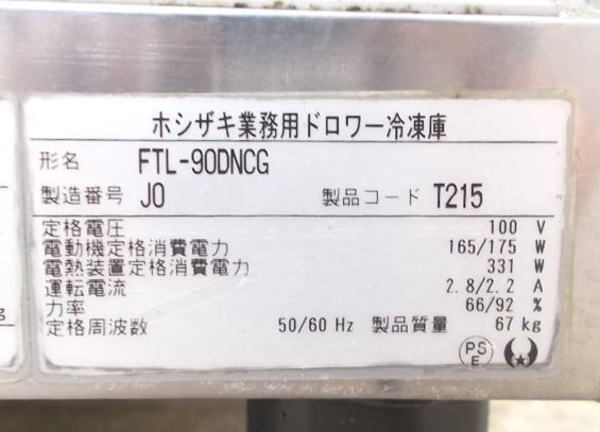 ホシザキ業務用ドロワー冷凍庫
形名 FTL-90DNCG
製造番号 J0 製品コード T215
定格電圧 100 V
電動機定格消費電力 165/175 W
電熱装置定格消費電力 331 W
運転電流 2.8/2.2 A
力率 66/92 %
定格周波数 50/60 Hz 製品質量 67 kg
PS
E
g